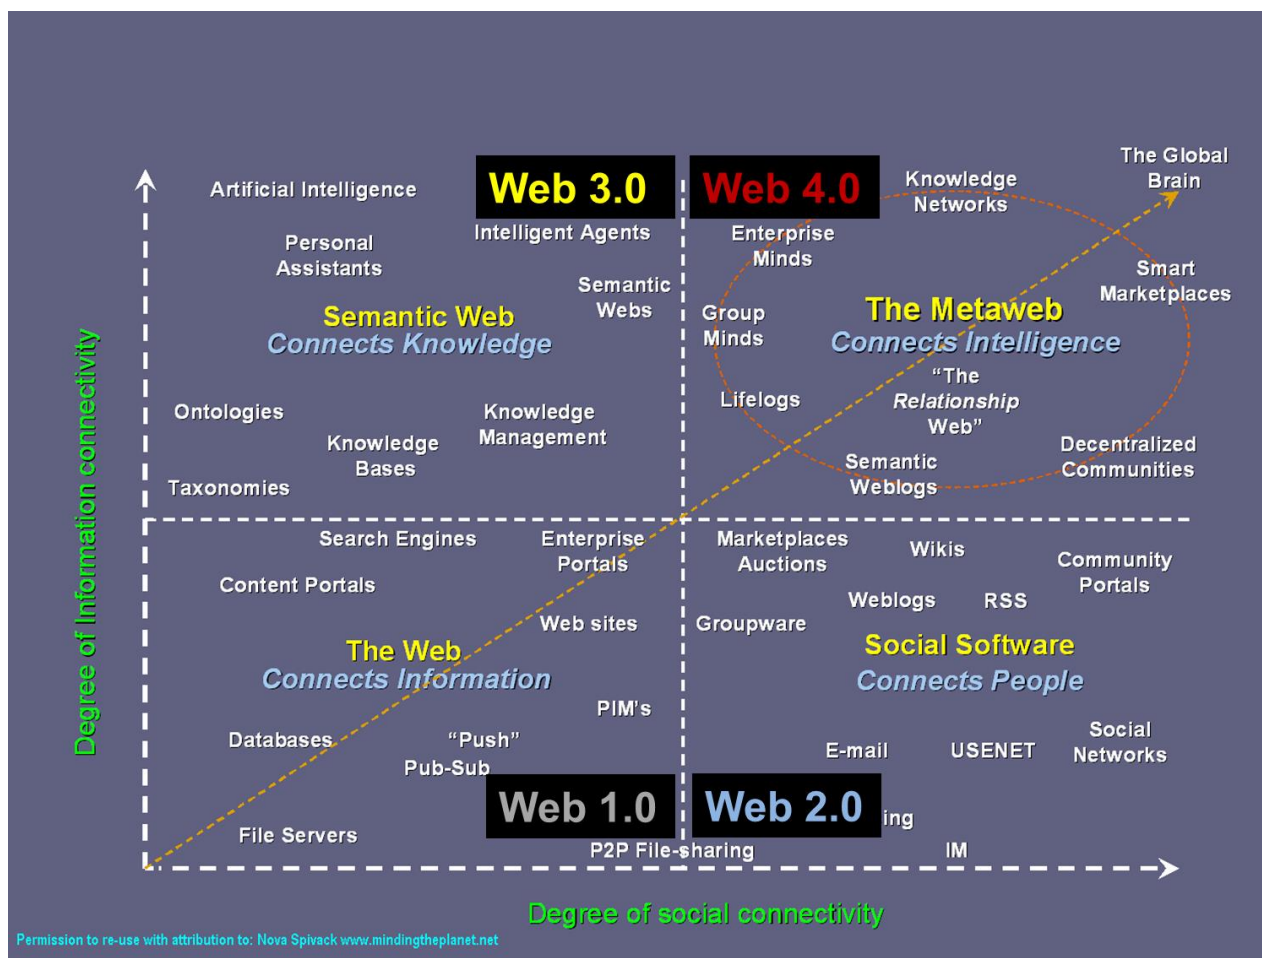 The Global
Brain
Artificial Intelligence
Web 3.0
Web 4.0
Knowledge
Networks
Personal
Assistants
Intelligent Agents
Enterprise
Minds
Semantic
Webs
Smart
Marketplaces
Semantic Web
Connects Knowledge
Group
Minds
The Metaweb
Connects Intelligence
“The
Relationship
Web”
Lifelogs
Ontologies
Knowledge
Management
Knowledge
Bases
Taxonomies
Semantic
Weblogs
Decentralized
Communities
Degree of Information connectivity
Search Engines
Enterprise
Portals
Content Portals
Web sites
The Web
Connects Information
PIM's
Databases
“Push”
Pub-Sub
Web 1.0
File Servers
Marketplaces
Auctions
Wikis
Community
Portals
Weblogs
RSS
Groupware
Social Software
Connects People
E-mail
USENET
Social
Networks
Web 2.0
ing
P2P File-sharing
IM
Degree of social connectivity
Permission to re-use with attribution to: Nova Spivack www.mindingtheplanet.net